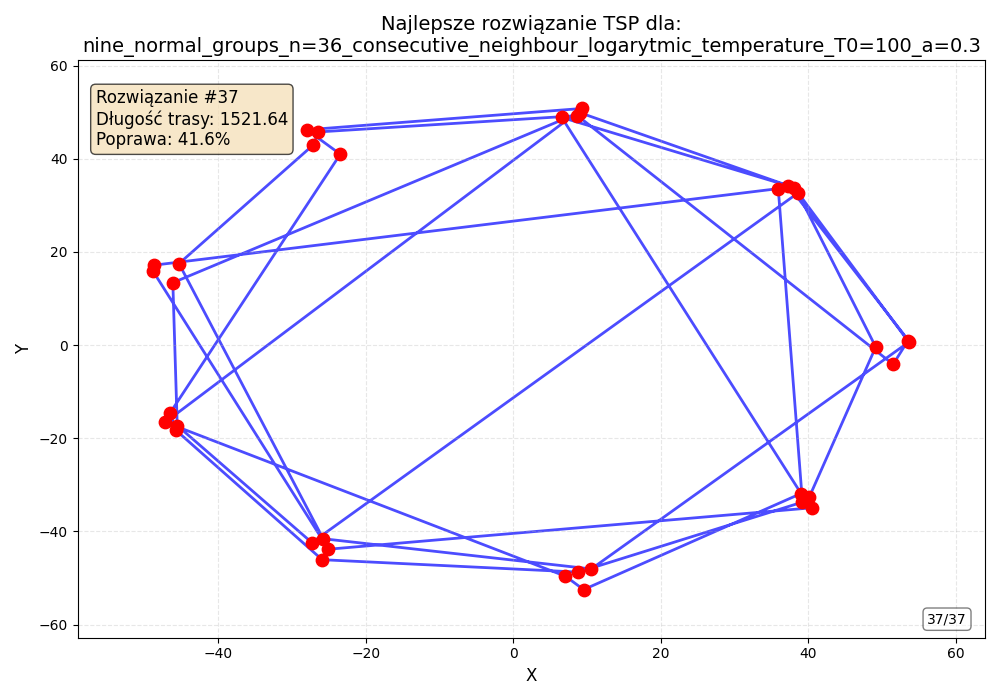 Najlepsze rozwiązanie TSP dla:
nine_normal_groups_n=36_consecutive_neighbour_logarytmic_temperature_T0=100_a=0.3
Rozwiązanie #37
Długość trasy: 1521.64
Poprawa: 41.6%
60
40
20
0
−20
−40
−60
Y
−40
−20
0
20
40
60
X
37/37